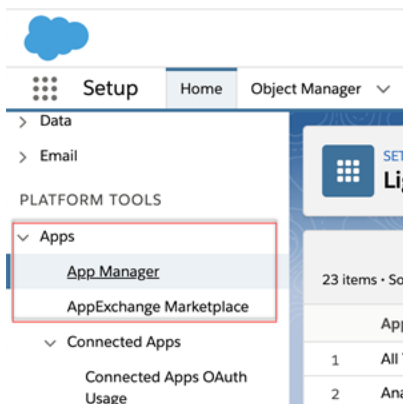 Setup
Home
Object Manager
Data
Email
PLATFORM TOOLS
Apps
App Manager
AppExchange Marketplace
Connected Apps
Connected Apps OAuth
Usage
23 items •
1
All
2